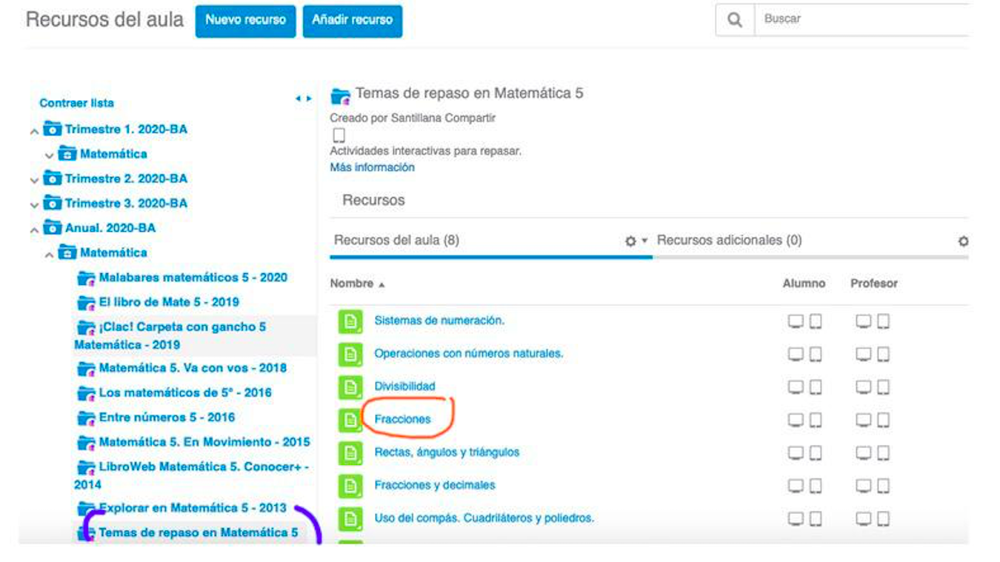 Recursos del aula
Nuevo recurso
Añadir recurso
Buscar
Contraer lista
Trimestre 1. 2020-BA
Matemática
Trimestre 2. 2020-BA
Trimestre 3. 2020-BA
Anual. 2020-BA
Matemática
Malabares matemáticos 5 - 2020
El libro de Mate 5 - 2019
¡Clac! Carpeta con gancho 5
Matemática - 2019
Matemática 5. Va con vos - 2018
Los matemáticos de 5° - 2016
Entre números 5 - 2016
Matemática 5. En Movimiento - 2015
LibroWeb Matemática 5. Conocer+ -
2014
Explorar en Matemática 5 - 2013
Temas de repaso en Matemática 5
Temas de repaso en Matemática 5
Creado por Santillana Compartir
Actividades interactivas para repasar.
Más información
Recursos
Recursos del aula (8)
Recursos adicionales (0)
Nombre
Alumno
Profesor
Sistemas de numeración.
Operaciones con números naturales.
Divisibilidad
Fracciones
Rectas, ángulos y triángulos
Fracciones y decimales
Uso del compás. Cuadriláteros y poliedros.